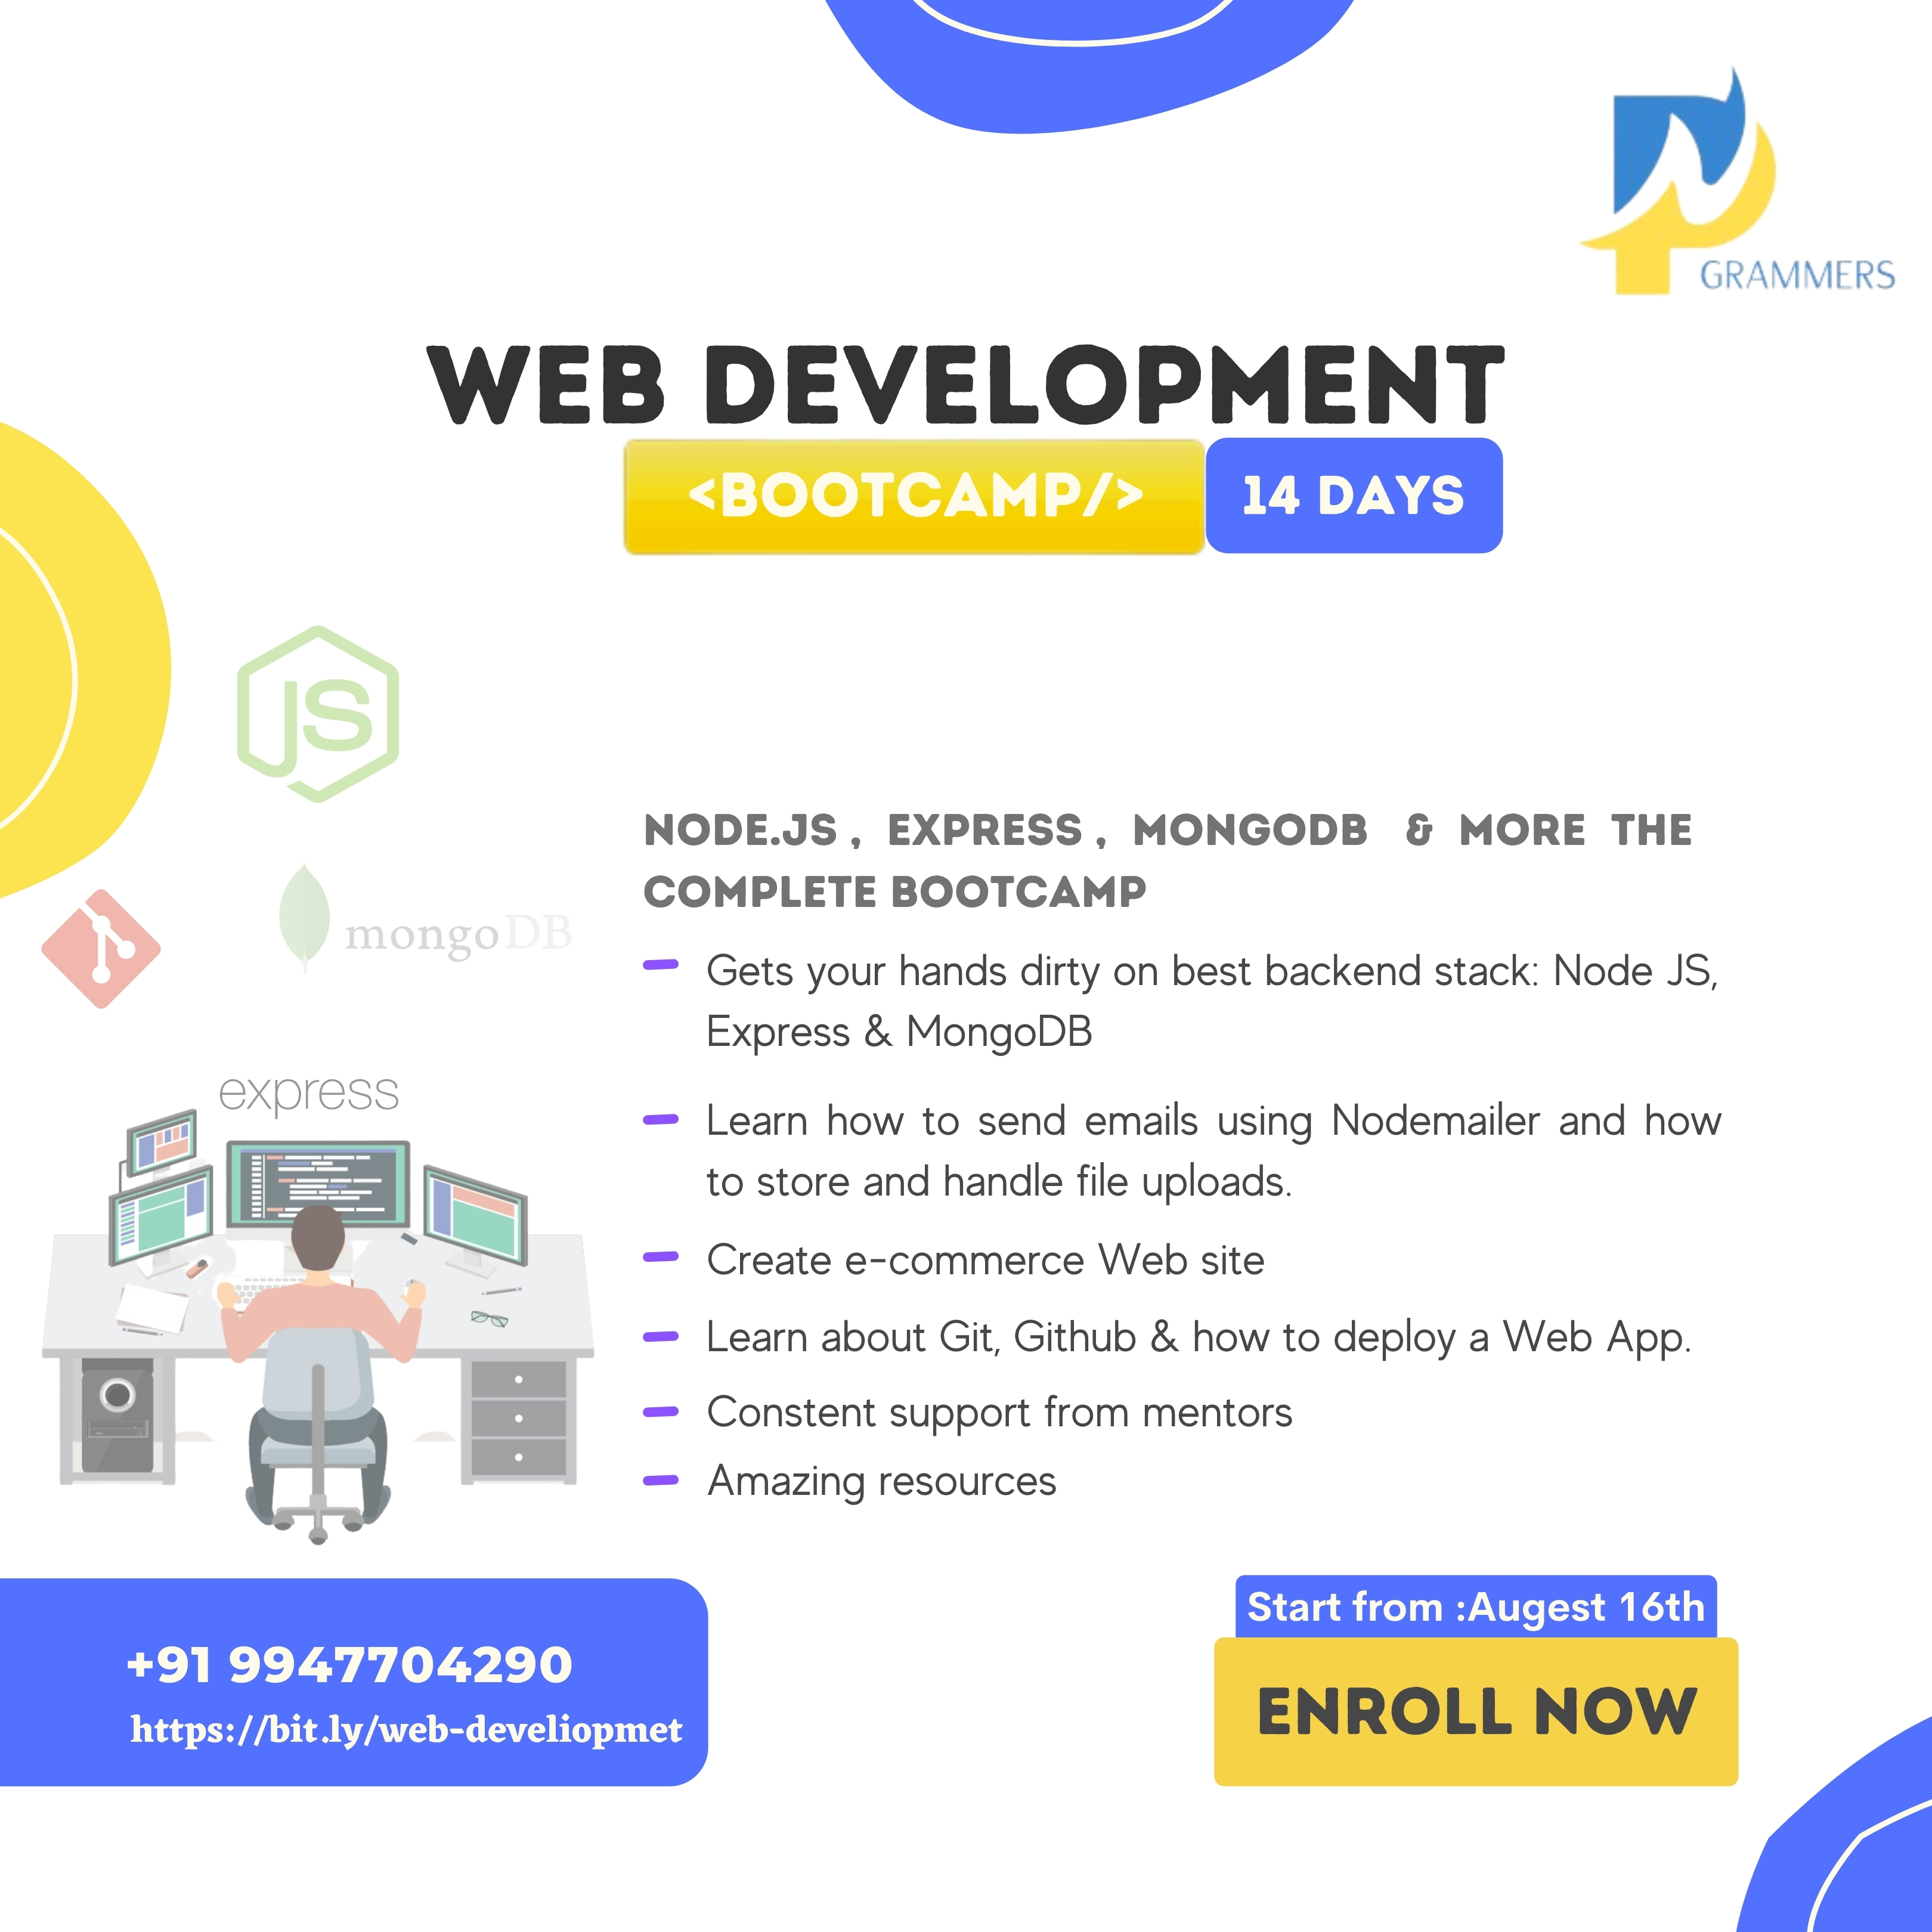 GRAMMERS
WEB DEVELOPMENT
<BOOTCAMP/>
14 DAYS
JS
mongoDB
express
NODE.JS , EXPRESS , MONGODB & MORE THE
COMPLETE BOOTCAMP
Gets your hands dirty on best backend stack: Node JS,
Express & MongoDB
Learn how to send emails using Nodemailer and how
to store and handle file uploads.
Create e-commerce Web site
Learn about Git, Github & how to deploy a Web App.
Constent support from mentors
Amazing resources
+91 9947704290
https://bit.ly/web-develiopmet
Start from :Augest 16th
ENROLL NOW